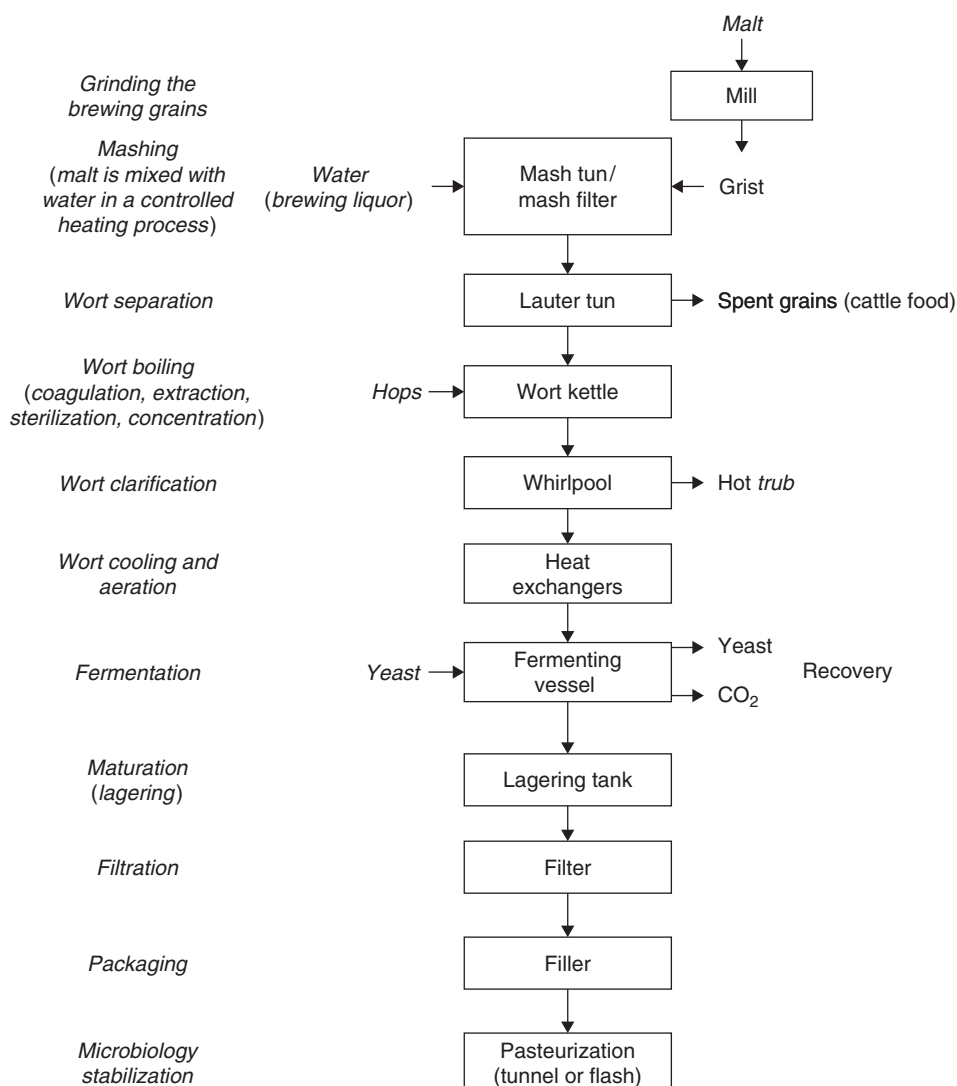 Malt
Grinding the
brewing grains
Mill
Mashing
(malt is mixed with
water in a controlled
heating process)
Water
(brewing liquor)
Mash tun/
mash filter
Grist
Wort separation
Lauter tun
Spent grains (cattle food)
Wort boiling
(coagulation, extraction,
sterilization, concentration)
Hops
Wort kettle
Wort clarification
Whirlpool
Hot trub
Wort cooling and
aeration
Heat
exchangers
Fermentation
Yeast
Fermenting
vessel
Yeast
CO₂
Recovery
Maturation
(lagering)
Lagering tank
Filtration
Filter
Packaging
Filler
Microbiology
stabilization
Pasteurization
(tunnel or flash)